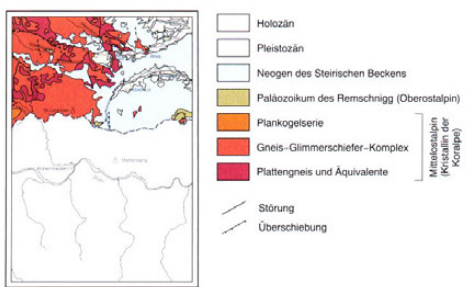 Holozän
Pleistozän
Neogen des Steirischen Beckens
Paläozoikum des Remschnigg (Oberostalpin)
Plankogelserie
Gneis-Glimmerschiefer-Komplex
Plattengneis und Äquivalente
Mittelostalpin
(Kristallin der
Koralpe)
Störung
Überschiebung